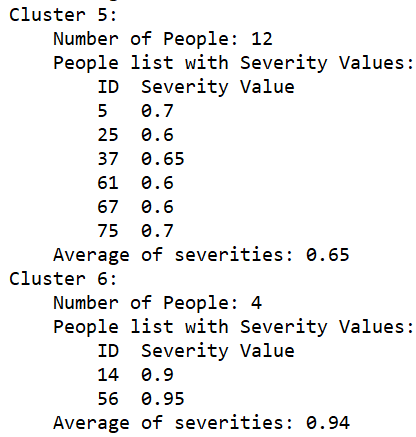 Cluster 5:
    Number of People: 12
    People list with Severity Values:
        ID  Severity Value
        5   0.7
        25  0.6
        37  0.65
        61  0.6
        67  0.6
        75  0.7
    Average of severities: 0.65
Cluster 6:
    Number of People: 4
    People list with Severity Values:
        ID  Severity Value
        14  0.9
        56  0.95
    Average of severities: 0.94